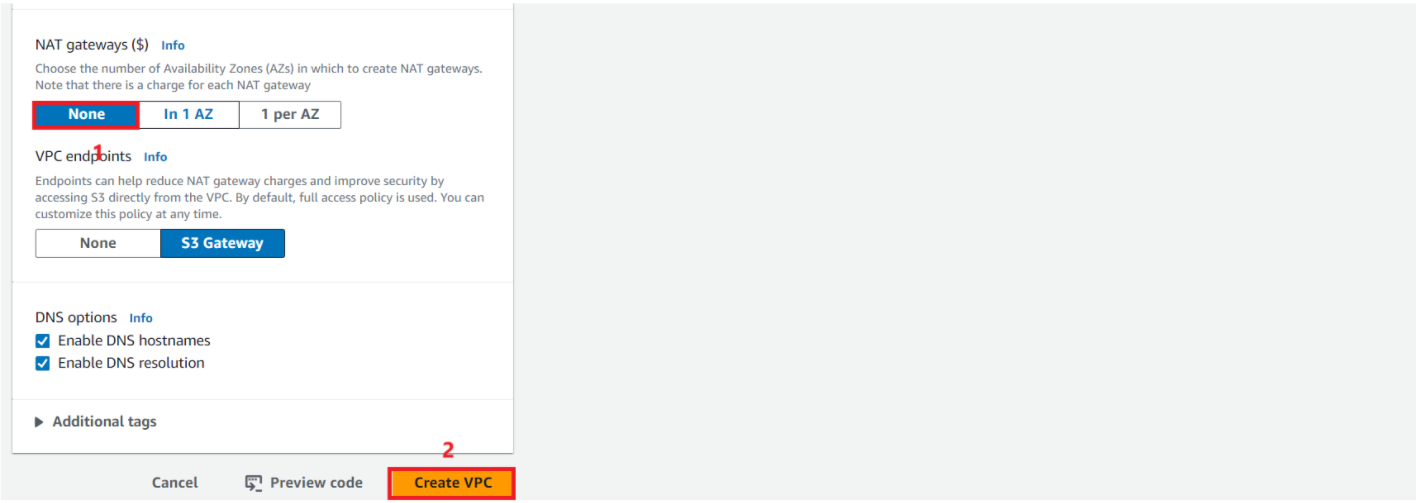 NAT gateways ($) Info
Choose the number of Availability Zones (AZs) in which to create NAT gateways.
Note that there is a charge for each NAT gateway
None In 1 AZ 1 per AZ
1
VPC endpoints Info
Endpoints can help reduce NAT gateway charges and improve security by
accessing S3 directly from the VPC. By default, full access policy is used. You can
customize this policy at any time.
None S3 Gateway
DNS options Info
Enable DNS hostnames
Enable DNS resolution
Additional tags
2
Cancel Preview code Create VPC